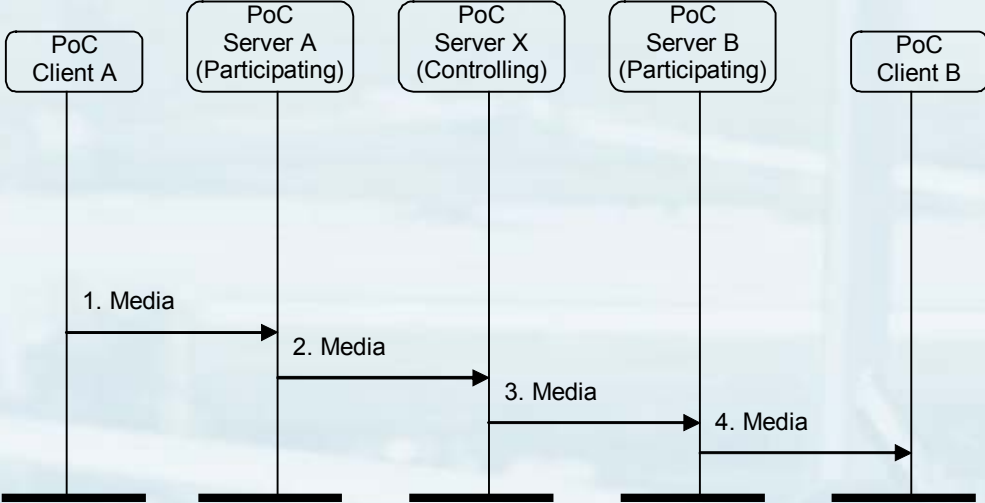 PoC
Client A
PoC
Server A
(Participating)
PoC
Server X
(Controlling)
PoC
Server B
(Participating)
PoC
Client B
1. Media
2. Media
3. Media
4. Media